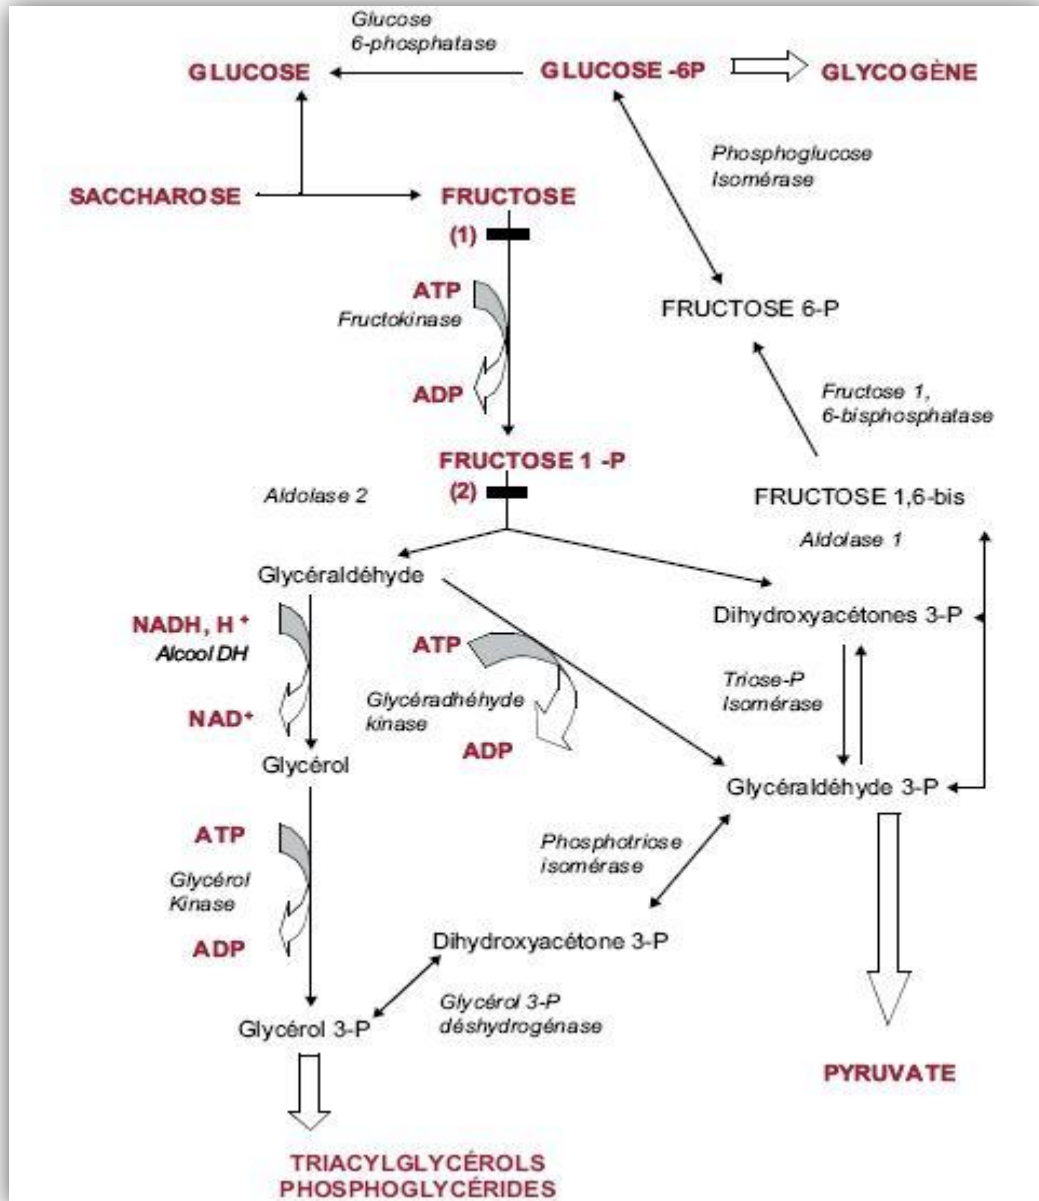 Glucose
6-phosphatase
GLUCOSE
GLUCOSE -6P
GLYCOGÈNE
Phosphoglucose
Isomérase
SACCHAROSE
FRUCTOSE
(1)
ATP
Fructokinase
ADP
FRUCTOSE 6-P
Fructose 1,
6-bisphosphatase
FRUCTOSE 1 -P
(2)
Aldolase 2
FRUCTOSE 1,6-bis
Aldolase 1
Glycéraldéhyde
Dihydroxyacétones 3-P
NADH, H⁺
Alcool DH
NAD⁺
ATP
Glycéradhéhyde
kinase
ADP
Triose-P
Isomérase
Glycérol
Glycéraldéhyde 3-P
ATP
Glycérol
Kinase
ADP
Phosphotriose
isomérase
Dihydroxyacétone 3-P
Glycérol 3-P
déshydrogénase
Glycérol 3-P
PYRUVATE
TRIACYLGLYCÉROLS
PHOSPHOGLYCÉRIDES